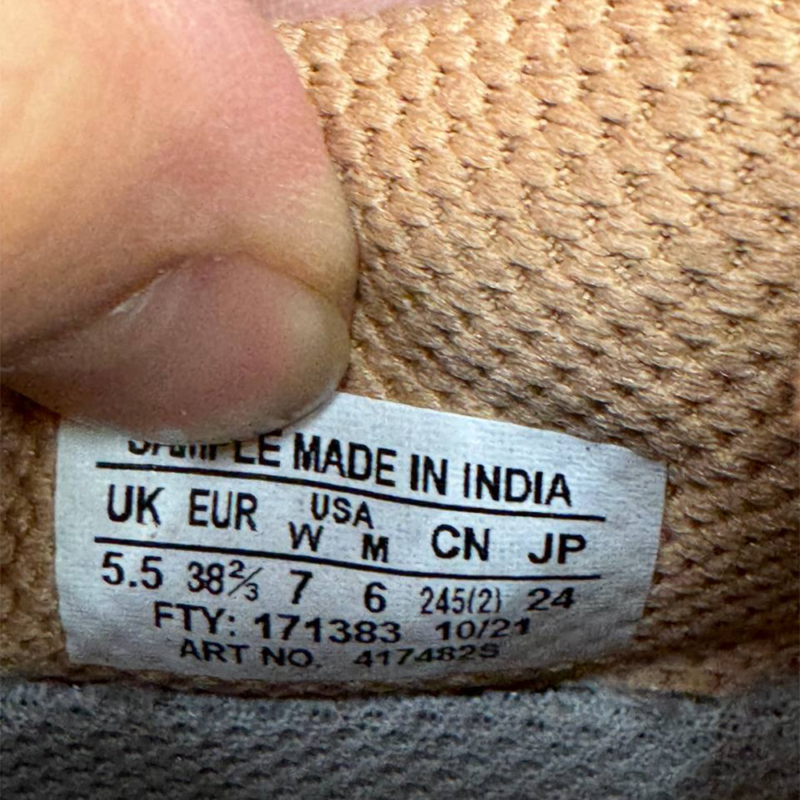 SAMPLE MADE IN INDIA
UK EUR USA CN JP
W M
5.5 38⅔ 7 6 245(2) 24
FTY: 171383 10/21
ART NO. 417482S